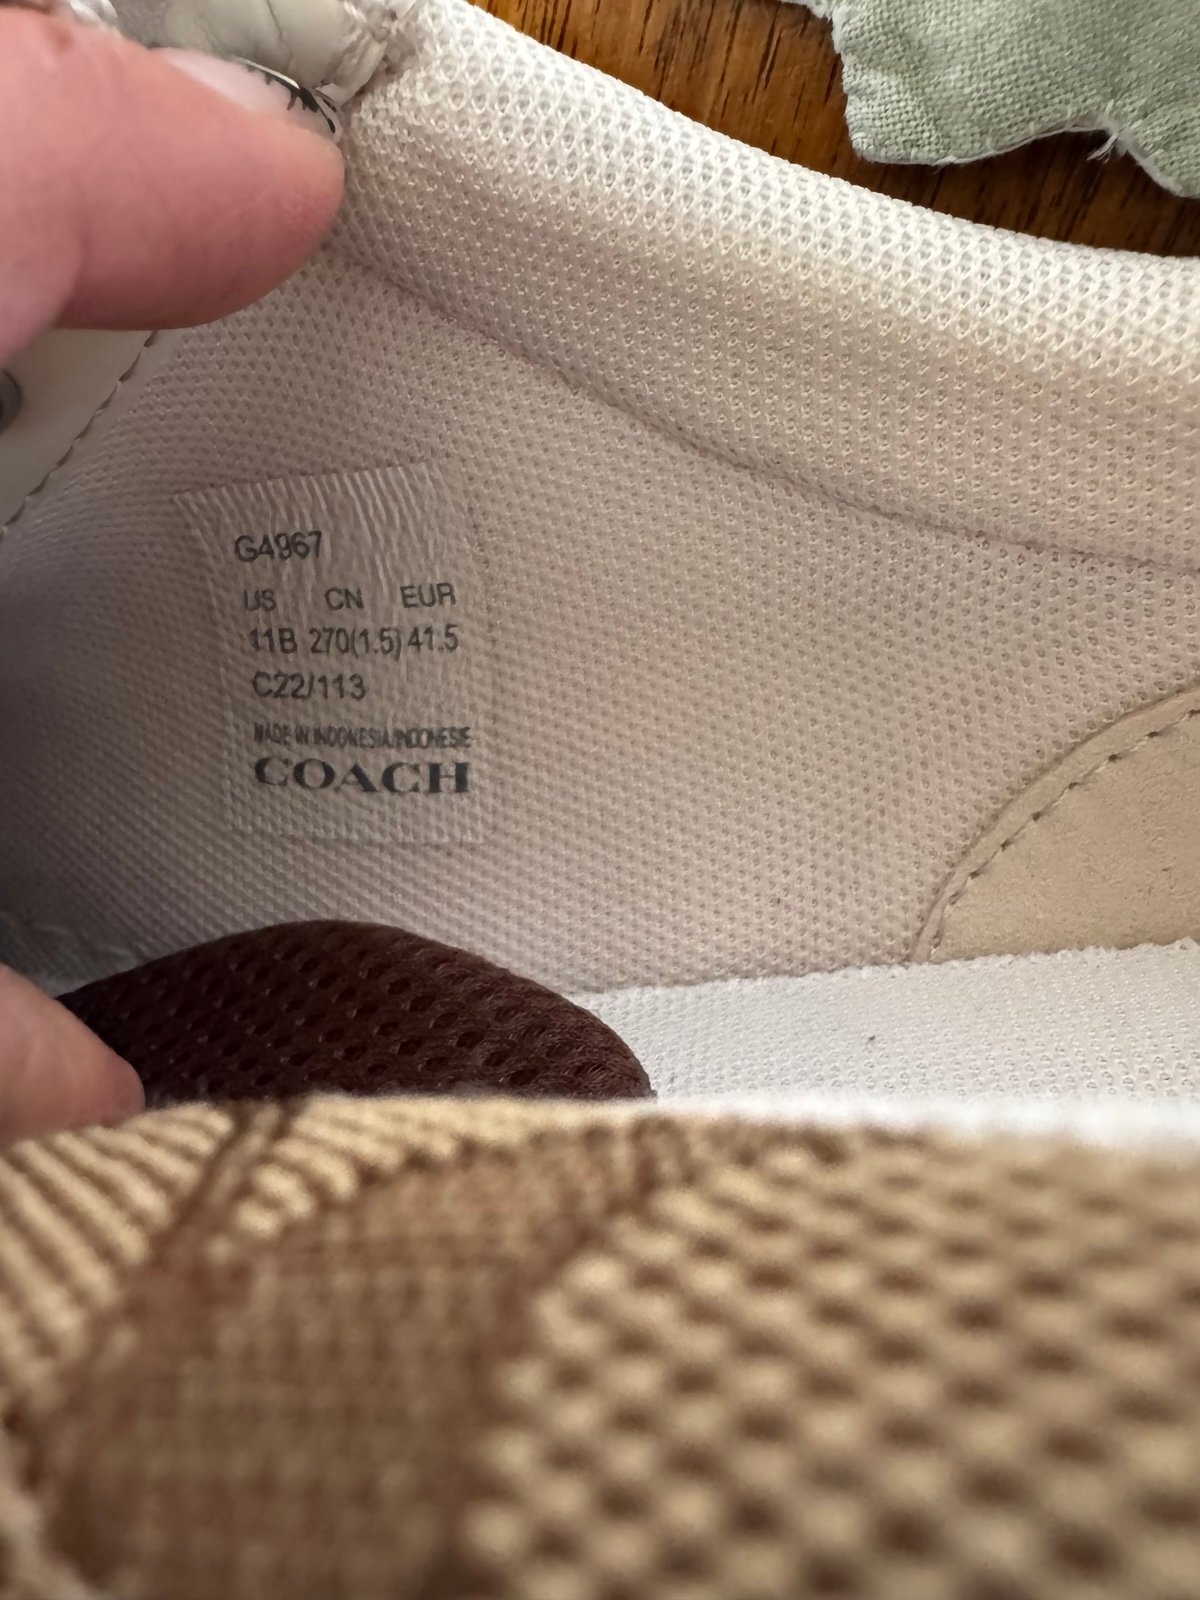 G4967
US CN EUR
11B 270(1.5) 41.5
C22/113
MADE IN INDONESIA/INDONESIE
COACH